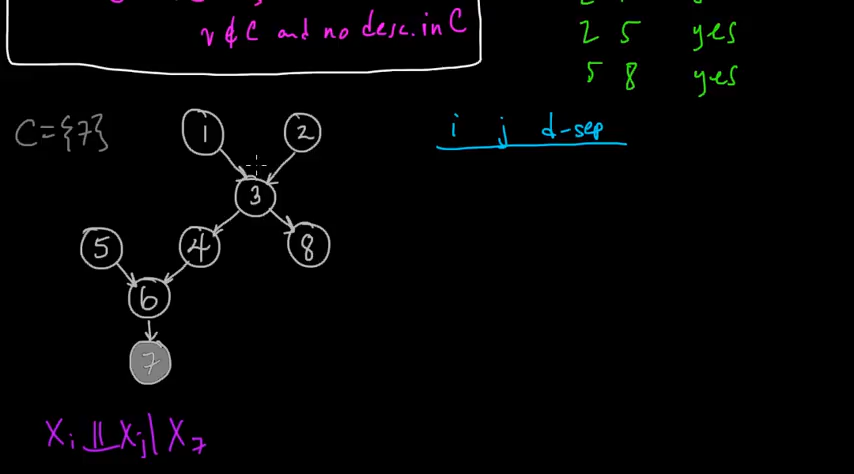 v ∉ C and no desc. in C
2 5 yes
5 8 yes
C={7}
i j d-sep
1
2
3
5
4
8
6
7
Xᵢ ⫫ Xⱼ | X₇